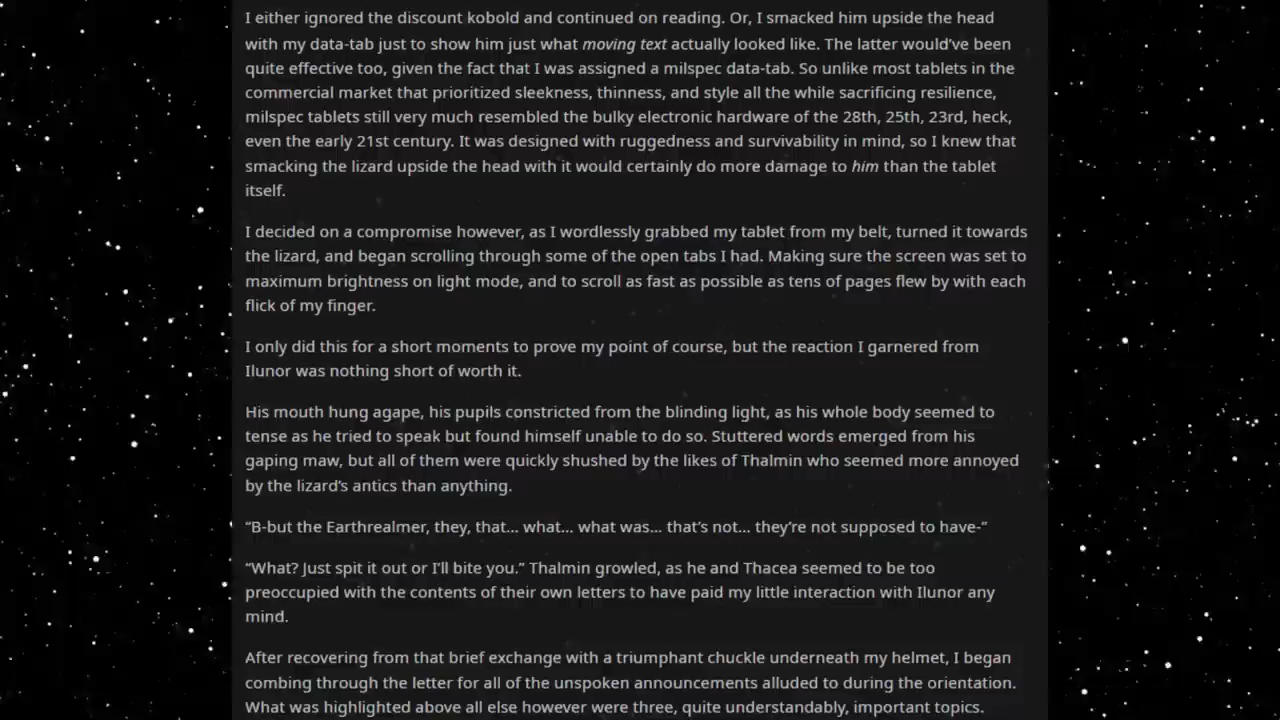 I either ignored the discount kobold and continued on reading. Or, I smacked him upside the head
with my data-tab just to show him just what moving text actually looked like. The latter would've been
quite effective too, given the fact that I was assigned a milspec data-tab. So unlike most tablets in the
commercial market that prioritized sleekness, thinness, and style all the while sacrificing resilience,
milspec tablets still very much resembled the bulky electronic hardware of the 28th, 25th, 23rd, heck,
even the early 21st century. It was designed with ruggedness and survivability in mind, so I knew that
smacking the lizard upside the head with it would certainly do more damage to him than the tablet
itself.
I decided on a compromise however, as I wordlessly grabbed my tablet from my belt, turned it towards
the lizard, and began scrolling through some of the open tabs I had. Making sure the screen was set to
maximum brightness on light mode, and to scroll as fast as possible as tens of pages flew by with each
flick of my finger.
I only did this for a short moments to prove my point of course, but the reaction I garnered from
Ilunor was nothing short of worth it.
His mouth hung agape, his pupils constricted from the blinding light, as his whole body seemed to
tense as he tried to speak but found himself unable to do so. Stuttered words emerged from his
gaping maw, but all of them were quickly shushed by the likes of Thalmin who seemed more annoyed
by the lizard's antics than anything.
“B-but the Earthrealmer, they, that... what... what was... that's not... they're not supposed to have-”
“What? Just spit it out or I'll bite you.” Thalmin growled, as he and Thacea seemed to be too
preoccupied with the contents of their own letters to have paid my little interaction with Ilunor any
mind.
After recovering from that brief exchange with a triumphant chuckle underneath my helmet, I began
combing through the letter for all of the unspoken announcements alluded to during the orientation.
What was highlighted above all else however were three, quite understandably, important topics.